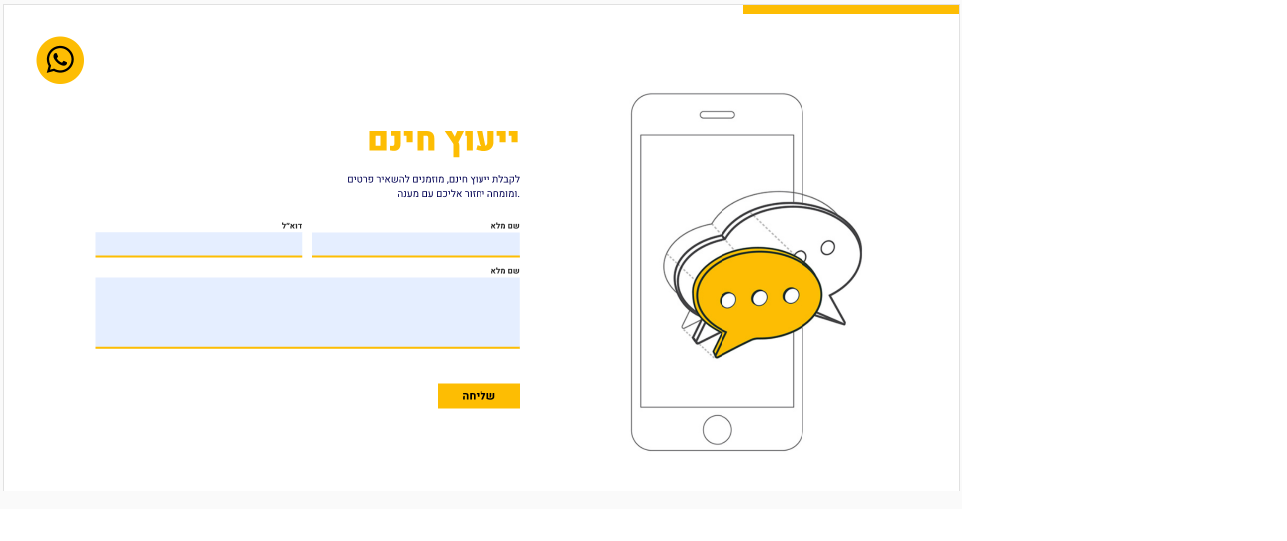 ייעוץ חינם
לקבלת ייעוץ חינם, מוזמנים להשאיר פרטים
ומומחה יחזור אליכם עם מענה.
שם מלא
דוא״ל
שם מלא
שליחה